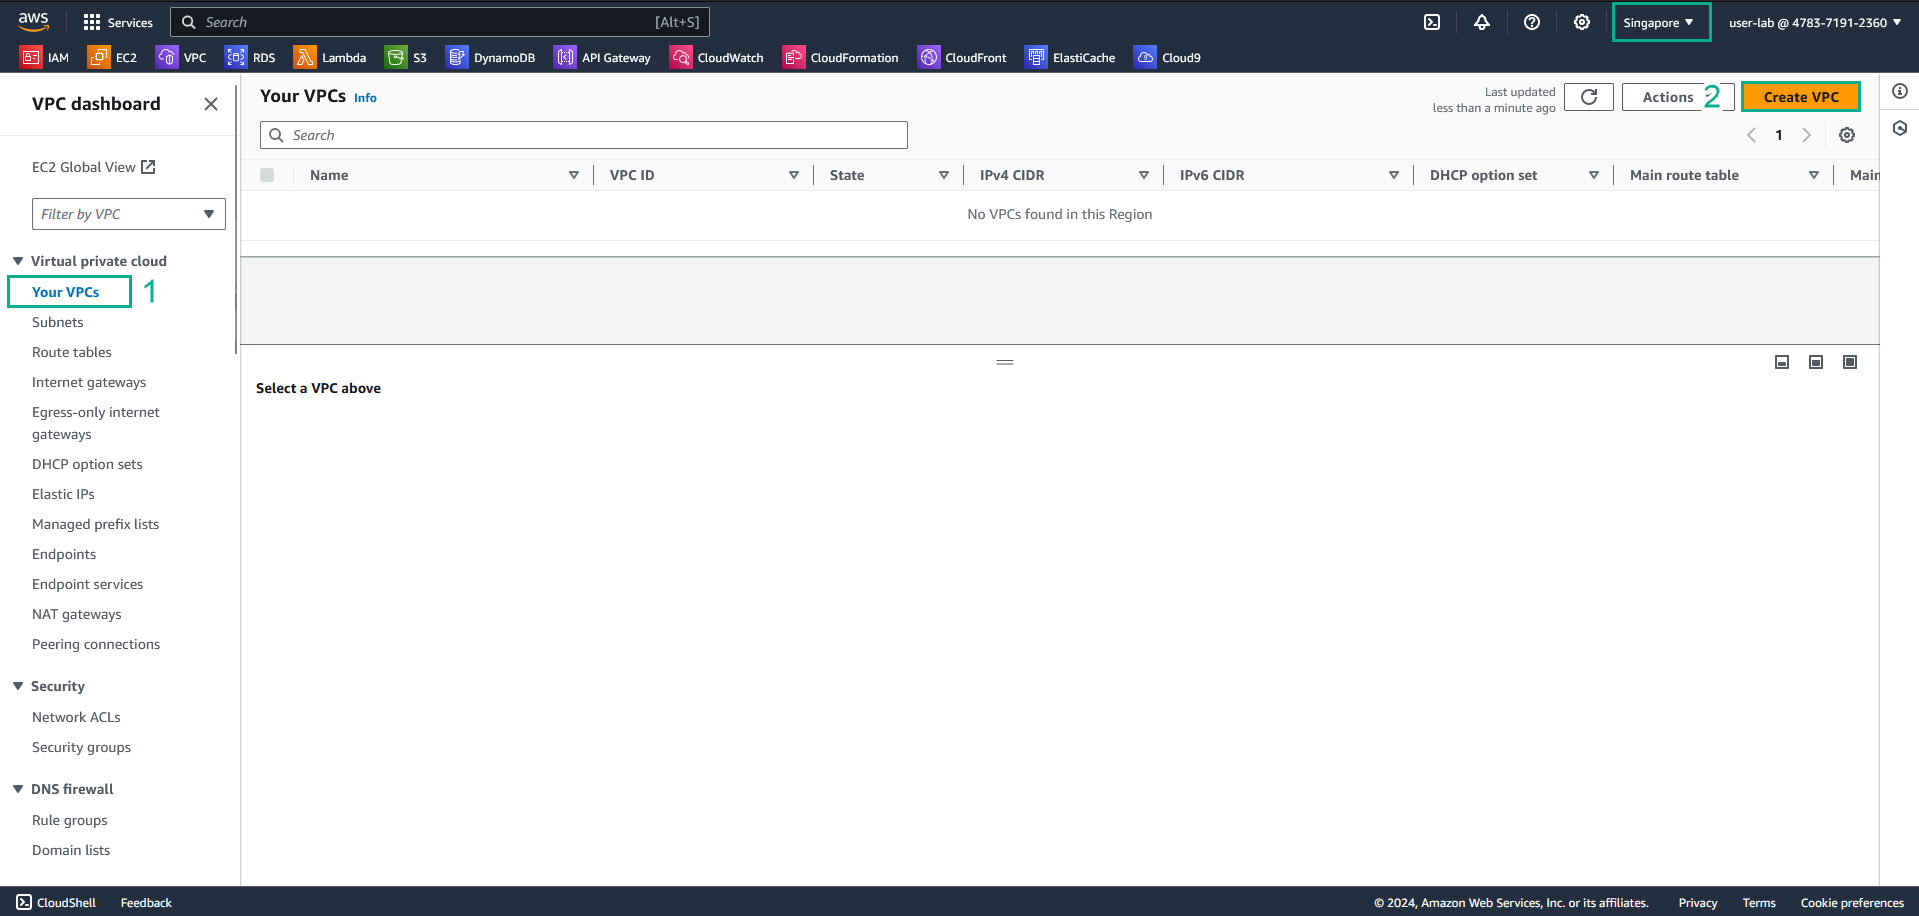 aws
Services
Search
[Alt+S]
Singapore
user-lab @ 4783-7191-2360
IAM
EC2
VPC
RDS
Lambda
S3
DynamoDB
API Gateway
CloudWatch
CloudFormation
CloudFront
ElastiCache
Cloud9
VPC dashboard
EC2 Global View
Filter by VPC
Virtual private cloud
Your VPCs
1
Subnets
Route tables
Internet gateways
Egress-only internet
gateways
DHCP option sets
Elastic IPs
Managed prefix lists
Endpoints
Endpoint services
NAT gateways
Peering connections
Security
Network ACLs
Security groups
DNS firewall
Rule groups
Domain lists
Your VPCs Info
Last updated
less than a minute ago
Actions
2
Create VPC
Search
1
Name
VPC ID
State
IPv4 CIDR
IPv6 CIDR
DHCP option set
Main route table
Main
No VPCs found in this Region
Select a VPC above
CloudShell
Feedback
© 2024, Amazon Web Services, Inc. or its affiliates.
Privacy
Terms
Cookie preferences